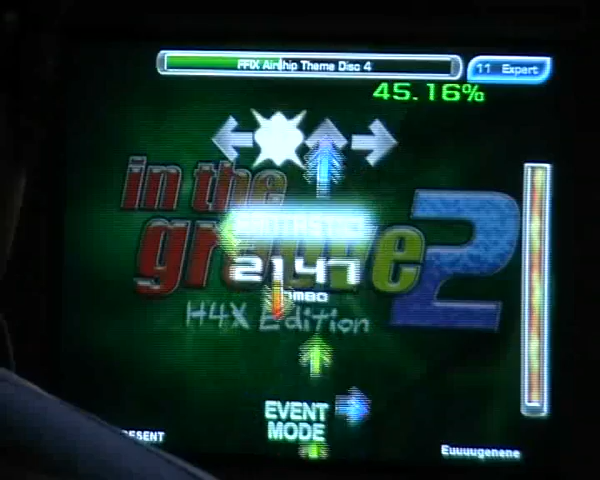 FFIX Airship Theme Disc 4
11 Expert
45.16%
in the
groove 2
2147
COMBO
H4X Edition
EVENT
MODE
Euuuugenene